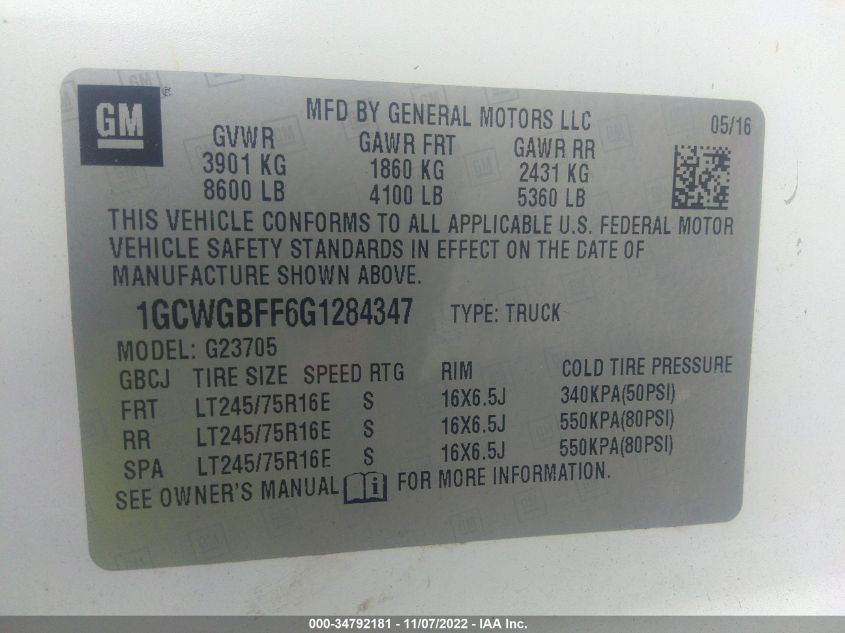 GM ®
MFD BY GENERAL MOTORS LLC 05/16
GVWR GAWR FRT GAWR RR
3901 KG 1860 KG 2431 KG
8600 LB 4100 LB 5360 LB
THIS VEHICLE CONFORMS TO ALL APPLICABLE U.S. FEDERAL MOTOR
VEHICLE SAFETY STANDARDS IN EFFECT ON THE DATE OF
MANUFACTURE SHOWN ABOVE.
1GCWGBFF6G1284347 TYPE: TRUCK
MODEL: G23705
GBCJ TIRE SIZE SPEED RTG RIM COLD TIRE PRESSURE
FRT LT245/75R16E S 16X6.5J 340KPA(50PSI)
RR LT245/75R16E S 16X6.5J 550KPA(80PSI)
SPA LT245/75R16E S 16X6.5J 550KPA(80PSI)
SEE OWNER'S MANUAL i FOR MORE INFORMATION.
000-34792181 - 11/07/2022 - IAA Inc.